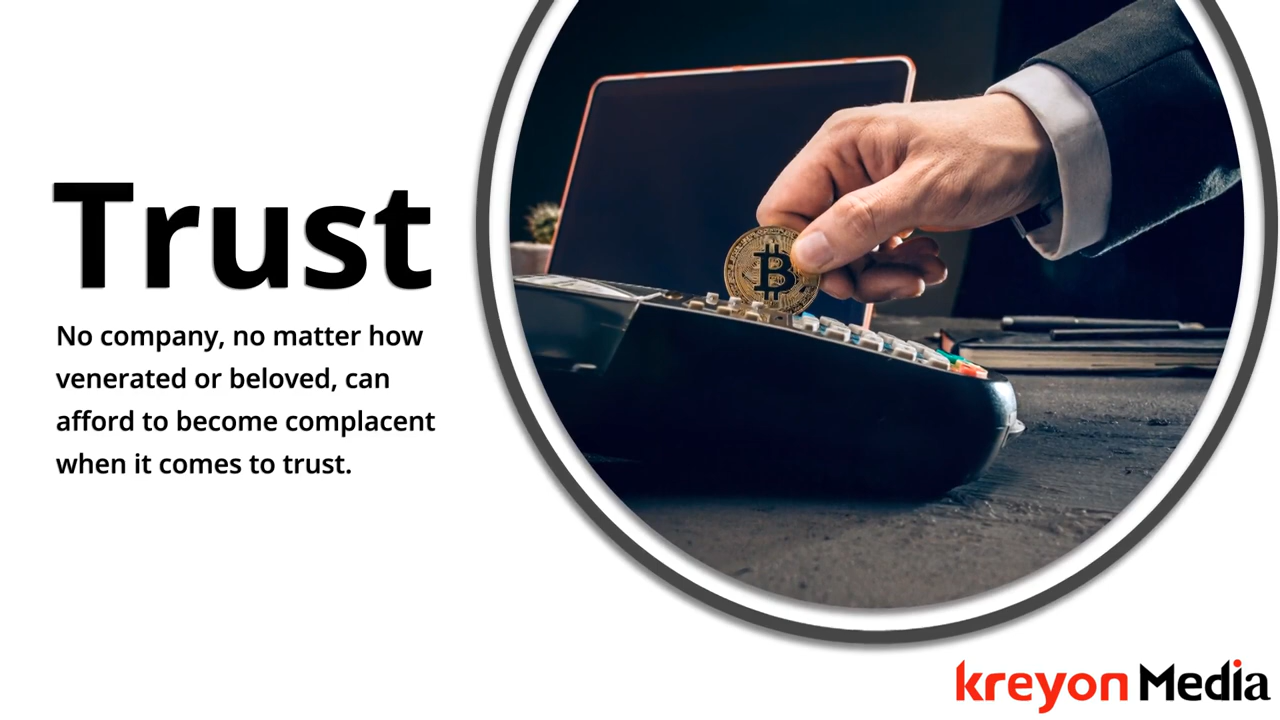 Trust
No company, no matter how
venerated or beloved, can
afford to become complacent
when it comes to trust.
kreyon Media